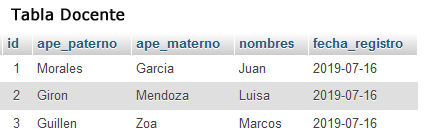 Tabla Docente
id ape_paterno ape_materno nombres fecha_registro
1 Morales Garcia Juan 2019-07-16
2 Giron Mendoza Luisa 2019-07-16
3 Guillen Zoa Marcos 2019-07-16